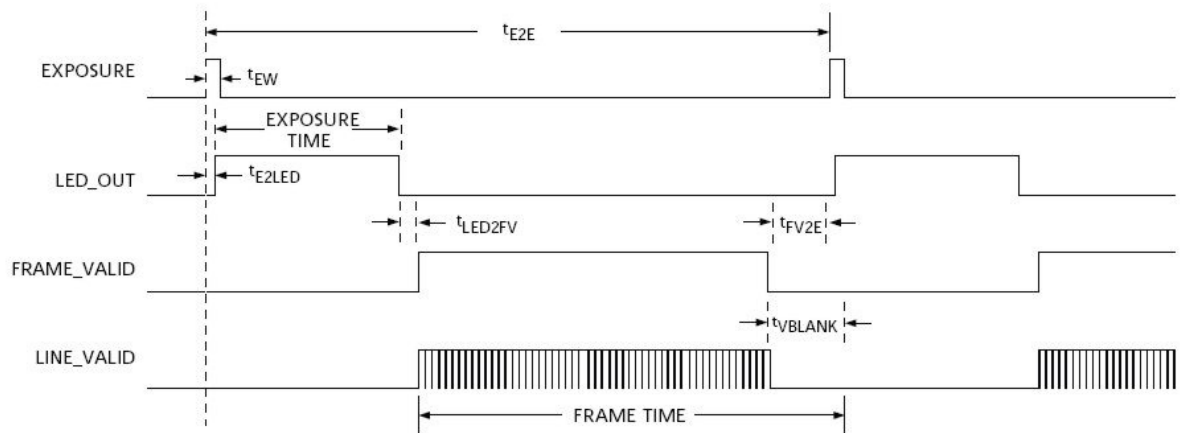 tE2E
EXPOSURE
tEW
EXPOSURE
TIME
LED_OUT
tE2LED
tLED2FV
tFV2E
FRAME_VALID
tVBLANK
LINE_VALID
FRAME TIME